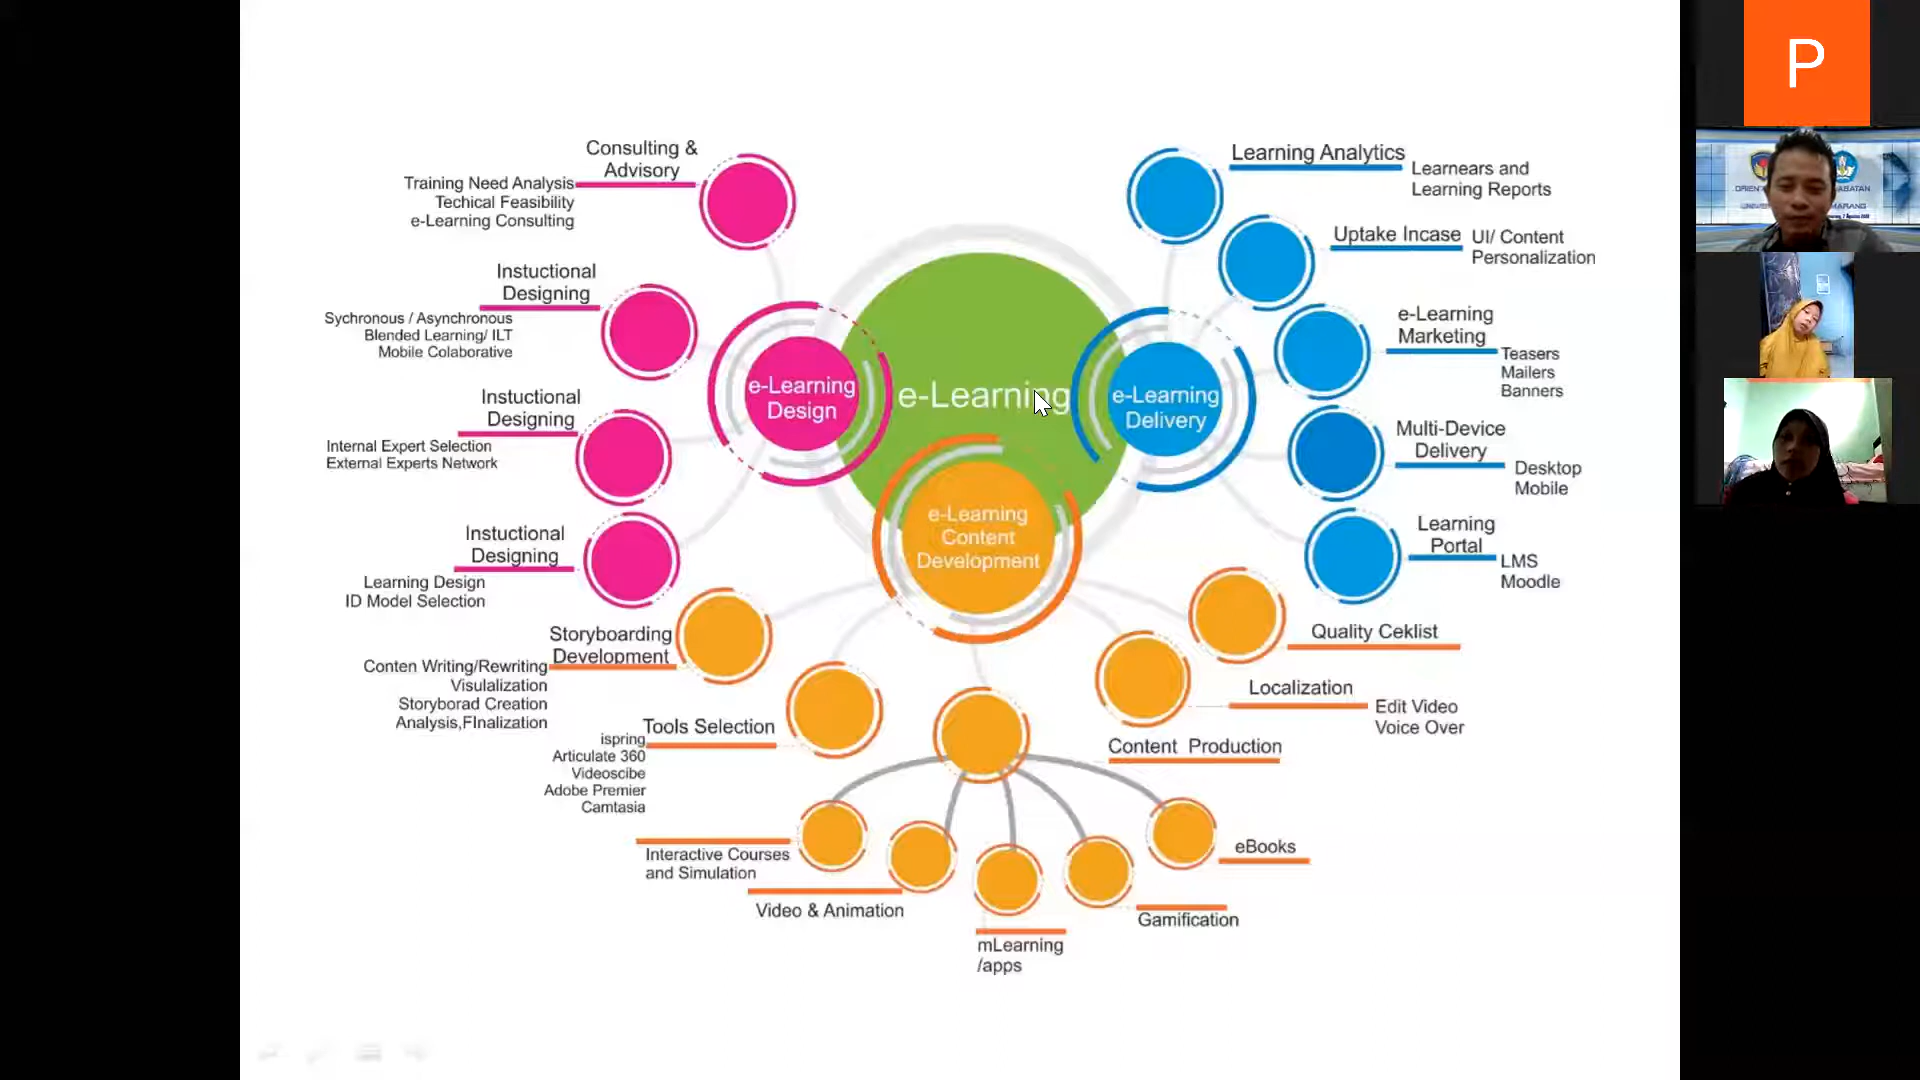 Consulting &
Advisory
Training Need Analysis
Techical Feasibility
e-Learning Consulting
Instuctional
Designing
Sychronous / Asynchronous
Blended Learning/ ILT
Mobile Colaborative
Instuctional
Designing
Internal Expert Selection
External Experts Network
Instuctional
Designing
Learning Design
ID Model Selection
e-Learning
Design
e-Learning
e-Learning
Delivery
e-Learning
Content
Development
Learning Analytics
Learnears and
Learning Reports
Uptake Incase
UI/ Content
Personalization
e-Learning
Marketing
Teasers
Mailers
Banners
Multi-Device
Delivery
Desktop
Mobile
Learning
Portal
LMS
Moodle
Storyboarding
Development
Conten Writing/Rewriting
Visulalization
Storyborad Creation
Analysis,FInalization
Tools Selection
ispring
Articulate 360
Videoscibe
Adobe Premier
Camtasia
Quality Ceklist
Localization
Edit Video
Voice Over
Content Production
Interactive Courses
and Simulation
Video & Animation
mLearning
/apps
Gamification
eBooks
P